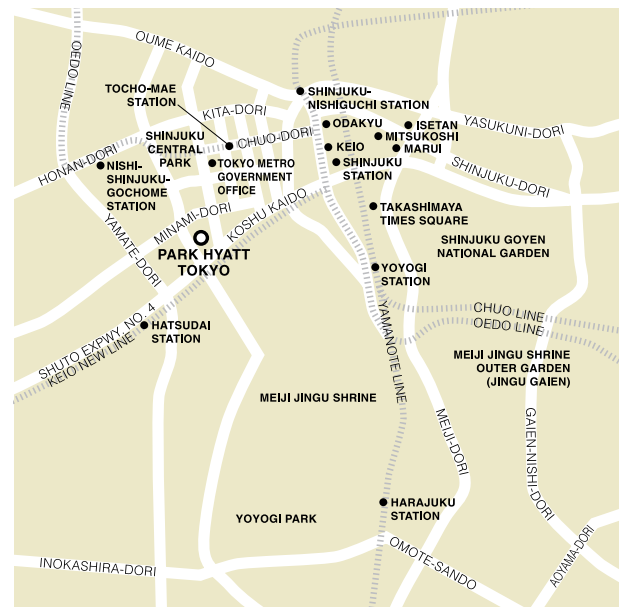 OUME KAIDO
OEDO LINE
TOCHO-MAE
STATION
SHINJUKU-
NISHIGUCHI STATION
KITA-DORI
ODAKYU
ISETAN
YASUKUNI-DORI
MITSUKOSHI
CHUO-DORI
SHINJUKU
CENTRAL
PARK
KEIO
MARUI
HONAN-DORI
NISHI-
SHINJUKU-
GOCHOME
STATION
TOKYO METRO
GOVERNMENT
OFFICE
SHINJUKU
STATION
SHINJUKU-DORI
MINAMI-DORI
KOSHU KAIDO
TAKASHIMAYA
TIMES SQUARE
YAMATE-DORI
PARK HYATT
TOKYO
SHINJUKU GOYEN
NATIONAL GARDEN
YOYOGI
STATION
CHUO LINE
OEDO LINE
SHUTO EXPWY. NO. 4
KEIO NEW LINE
HATSUDAI
STATION
YAMANOTE LINE
MEIJI JINGU SHRINE
OUTER GARDEN
(JINGU GAIEN)
MEIJI JINGU SHRINE
MEIJI-DORI
GAIEN-NISHI-DORI
HARAJUKU
STATION
YOYOGI PARK
INOKASHIRA-DORI
OMOTE-SANDO
AOYAMA-DORI